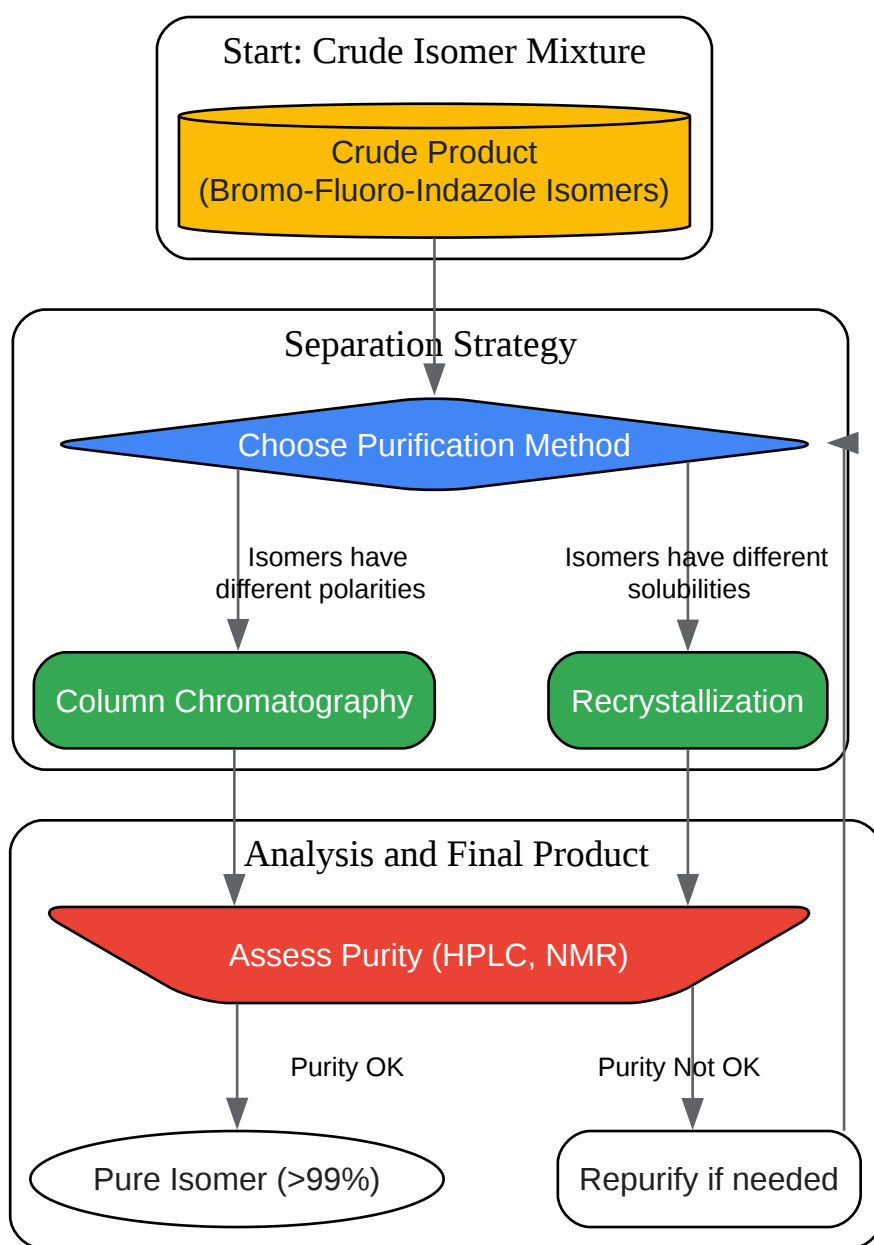 Start: Crude Isomer Mixture
Crude Product
(Bromo-Fluoro-Indazole Isomers)
Separation Strategy
Choose Purification Method
Isomers have
different polarities
Isomers have different
solubilities
Column Chromatography
Recrystallization
Analysis and Final Product
Assess Purity (HPLC, NMR)
Purity OK
Purity Not OK
Pure Isomer (>99%)
Repurify if needed